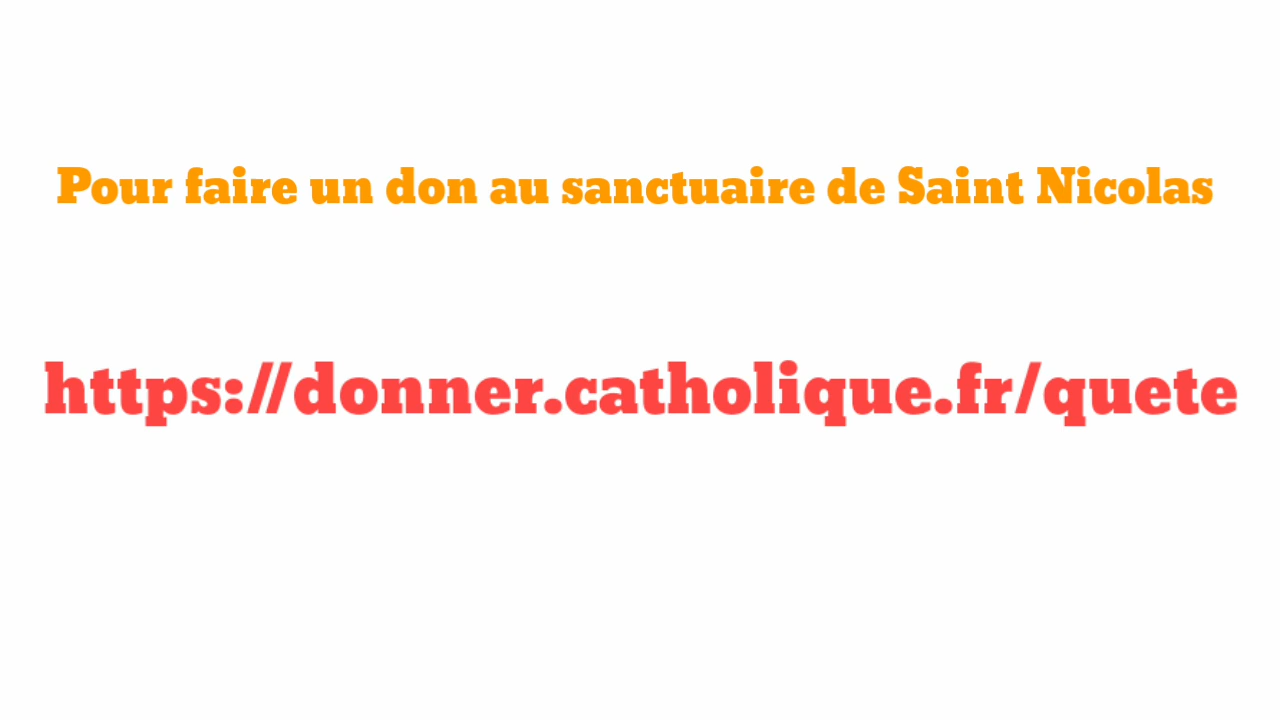 Pour faire un don au sanctuaire de Saint Nicolas
https://donner.catholique.fr/quete